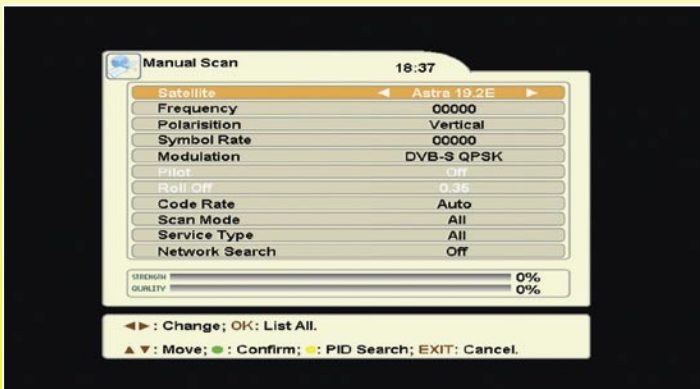 Manual Scan 18:37
Satellite ◄ Astra 19.2E ►
Frequency 00000
Polarisition Vertical
Symbol Rate 00000
Modulation DVB-S QPSK
Pilot Off
Roll Off 0.35
Code Rate Auto
Scan Mode All
Service Type All
Network Search Off
STRENGTH 0%
QUALITY 0%
◄►: Change; OK: List All.
▲▼: Move; ●: Confirm; ●: PID Search; EXIT: Cancel.